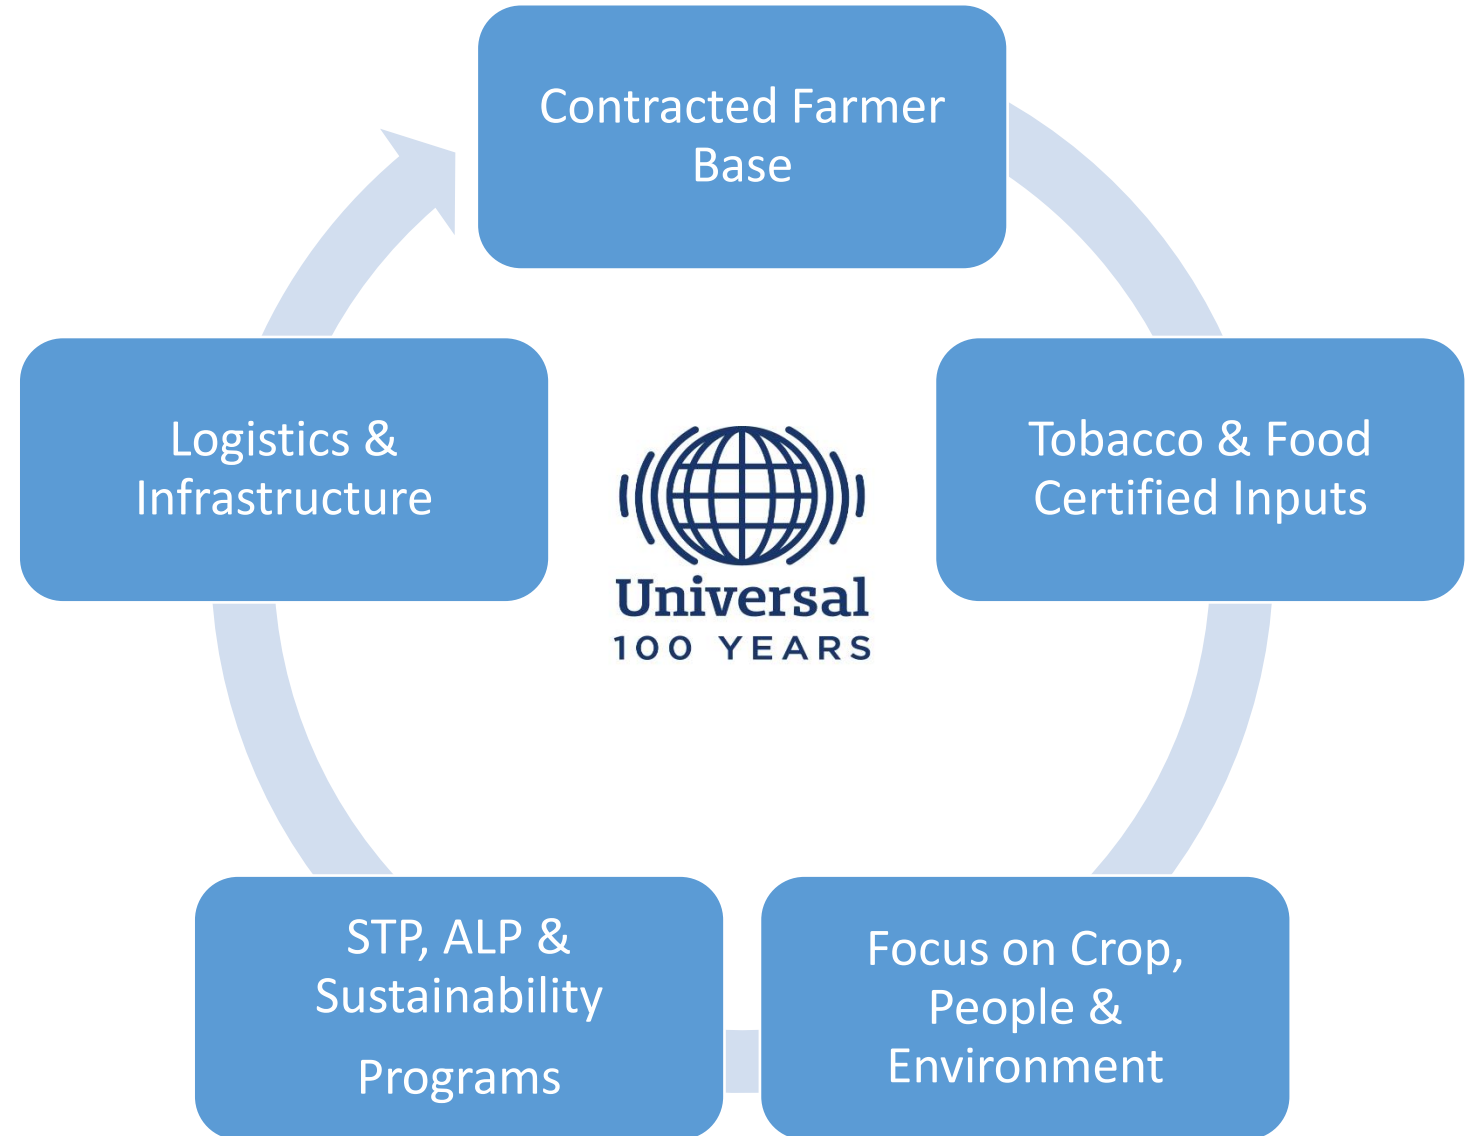 Contracted Farmer
Base
Tobacco & Food
Certified Inputs
Focus on Crop,
People &
Environment
STP, ALP &
Sustainability
Programs
Logistics &
Infrastructure
Universal
100 YEARS